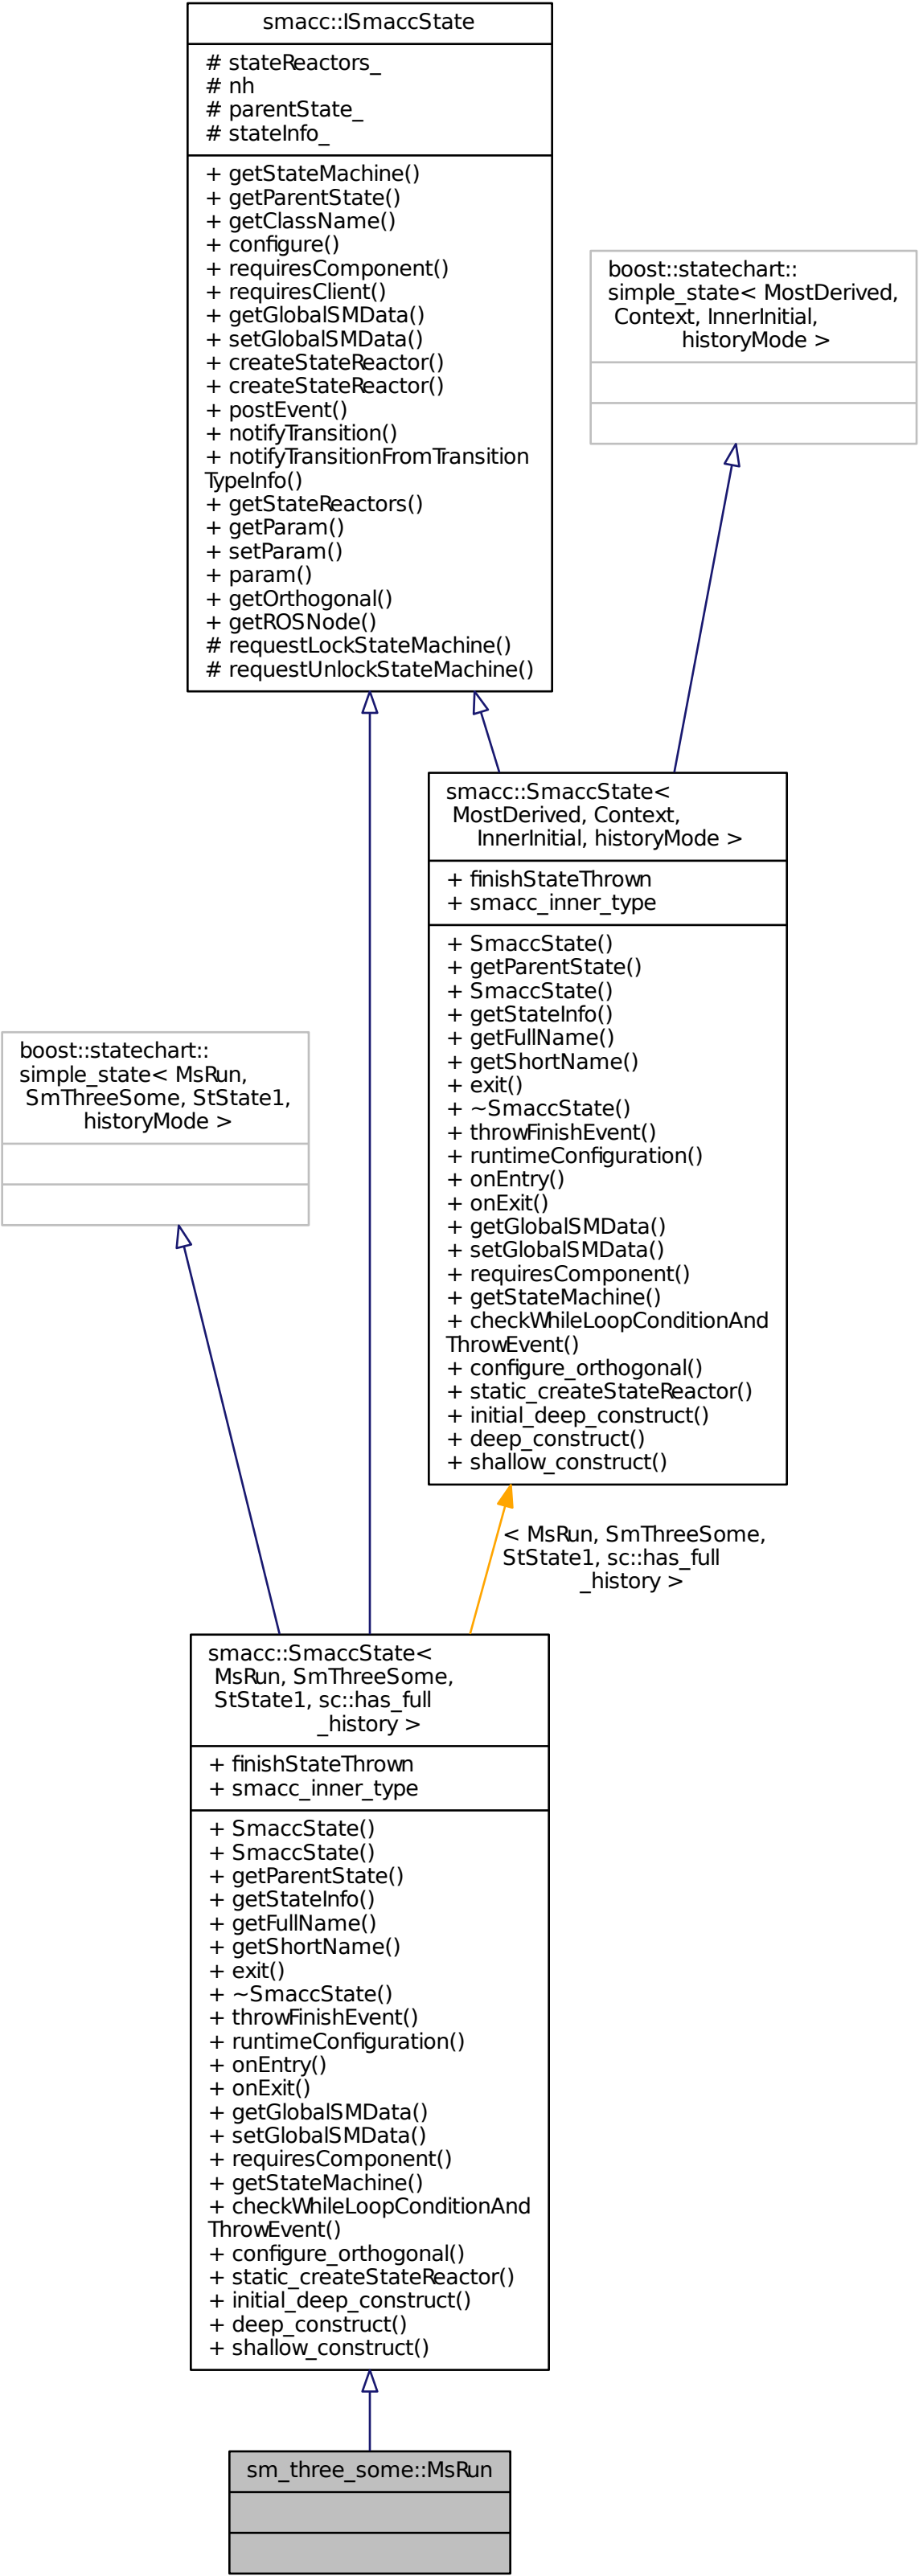 smacc::ISmaccState
# stateReactors_
# nh
# parentState_
# stateInfo_
+ getStateMachine()
+ getParentState()
+ getClassName()
+ configure()
+ requiresComponent()
+ requiresClient()
+ getGlobalSMData()
+ setGlobalSMData()
+ createStateReactor()
+ createStateReactor()
+ postEvent()
+ notifyTransition()
+ notifyTransitionFromTransition
TypeInfo()
+ getStateReactors()
+ getParam()
+ setParam()
+ param()
+ getOrthogonal()
+ getROSNode()
# requestLockStateMachine()
# requestUnlockStateMachine()
boost::statechart::
simple_state< MostDerived,
Context, InnerInitial,
historyMode >
smacc::SmaccState<
MostDerived, Context,
InnerInitial, historyMode >
+ finishStateThrown
+ smacc_inner_type
+ SmaccState()
+ getParentState()
+ SmaccState()
+ getStateInfo()
+ getFullName()
+ getShortName()
+ exit()
+ ~SmaccState()
+ throwFinishEvent()
+ runtimeConfiguration()
+ onEntry()
+ onExit()
+ getGlobalSMData()
+ setGlobalSMData()
+ requiresComponent()
+ getStateMachine()
+ checkWhileLoopConditionAnd
ThrowEvent()
+ configure_orthogonal()
+ static_createStateReactor()
+ initial_deep_construct()
+ deep_construct()
+ shallow_construct()
boost::statechart::
simple_state< MsRun,
SmThreeSome, StState1,
historyMode >
< MsRun, SmThreeSome,
StState1, sc::has_full
_history >
smacc::SmaccState<
MsRun, SmThreeSome,
StState1, sc::has_full
_history >
+ finishStateThrown
+ smacc_inner_type
+ SmaccState()
+ SmaccState()
+ getParentState()
+ getStateInfo()
+ getFullName()
+ getShortName()
+ exit()
+ ~SmaccState()
+ throwFinishEvent()
+ runtimeConfiguration()
+ onEntry()
+ onExit()
+ getGlobalSMData()
+ setGlobalSMData()
+ requiresComponent()
+ getStateMachine()
+ checkWhileLoopConditionAnd
ThrowEvent()
+ configure_orthogonal()
+ static_createStateReactor()
+ initial_deep_construct()
+ deep_construct()
+ shallow_construct()
sm_three_some::MsRun